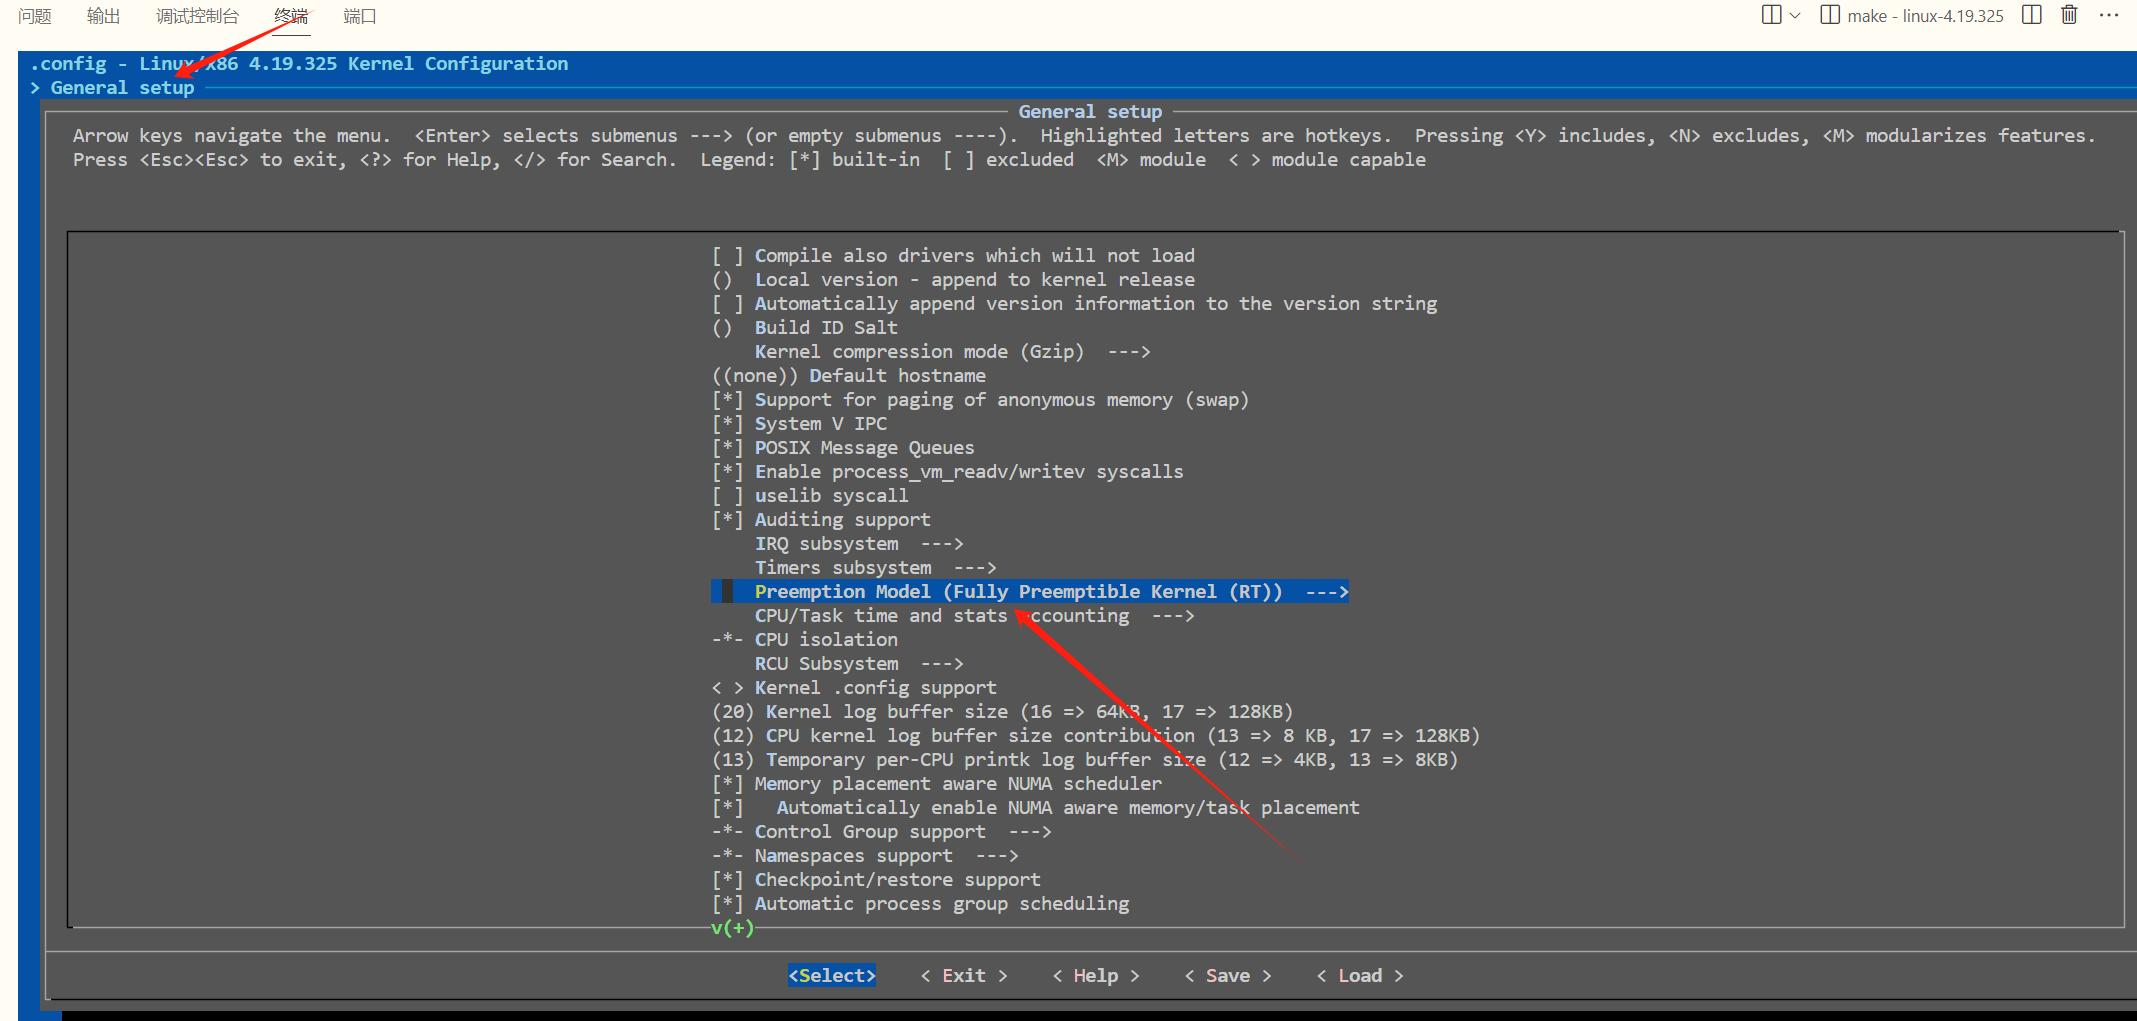 问题 输出 调试控制台 终端 端口 make - linux-4.19.325 ···
.config - Linux/x86 4.19.325 Kernel Configuration
> General setup
General setup
Arrow keys navigate the menu.  <Enter> selects submenus ---> (or empty submenus ----).  Highlighted letters are hotkeys.  Pressing <Y> includes, <N> excludes, <M> modularizes features.
Press <Esc><Esc> to exit, <?> for Help, </> for Search.  Legend: [*] built-in  [ ] excluded  <M> module  < > module capable
[ ] Compile also drivers which will not load
()  Local version - append to kernel release
[ ] Automatically append version information to the version string
()  Build ID Salt
Kernel compression mode (Gzip)  --->
((none)) Default hostname
[*] Support for paging of anonymous memory (swap)
[*] System V IPC
[*] POSIX Message Queues
[*] Enable process_vm_readv/writev syscalls
[ ] uselib syscall
[*] Auditing support
IRQ subsystem  --->
Timers subsystem  --->
Preemption Model (Fully Preemptible Kernel (RT))  --->
CPU/Task time and stats accounting  --->
-*- CPU isolation
RCU Subsystem  --->
< > Kernel .config support
(20) Kernel log buffer size (16 => 64KB, 17 => 128KB)
(12) CPU kernel log buffer size contribution (13 => 8 KB, 17 => 128KB)
(13) Temporary per-CPU printk log buffer size (12 => 4KB, 13 => 8KB)
[*] Memory placement aware NUMA scheduler
[*]   Automatically enable NUMA aware memory/task placement
-*- Control Group support  --->
-*- Namespaces support  --->
[*] Checkpoint/restore support
[*] Automatic process group scheduling
v(+)
<Select>    < Exit >    < Help >    < Save >    < Load >